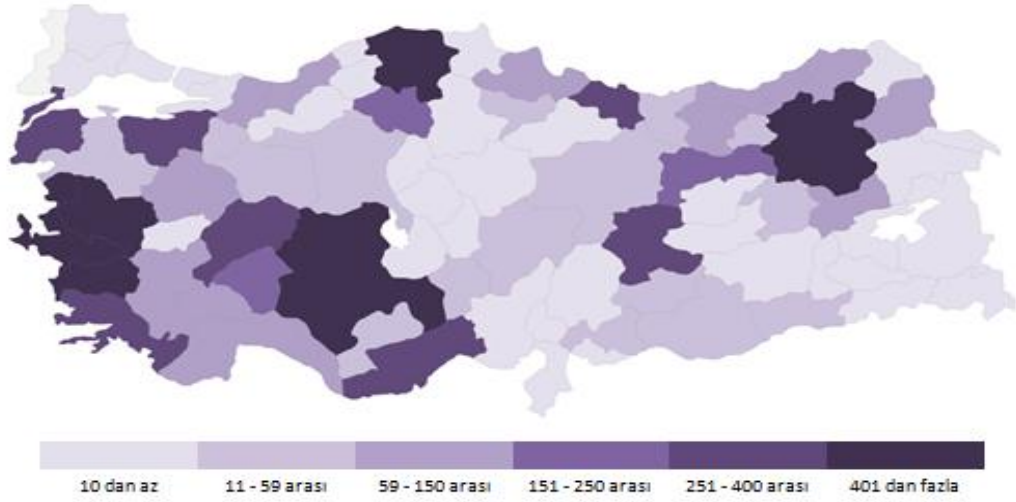 10 dan az 11 - 59 arası 59 - 150 arası 151 - 250 arası 251 - 400 arası 401 dan fazla